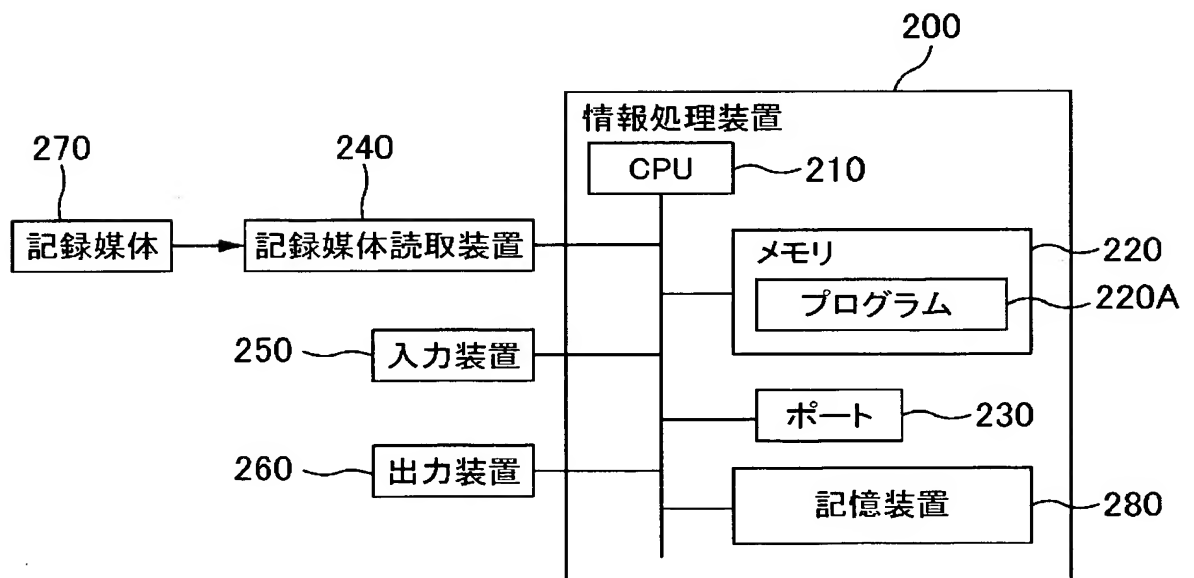 200
情報処理装置
270
240
CPU
210
記録媒体
記録媒体読取装置
メモリ
220
プログラム
220A
250
入力装置
ポート
230
260
出力装置
記憶装置
280